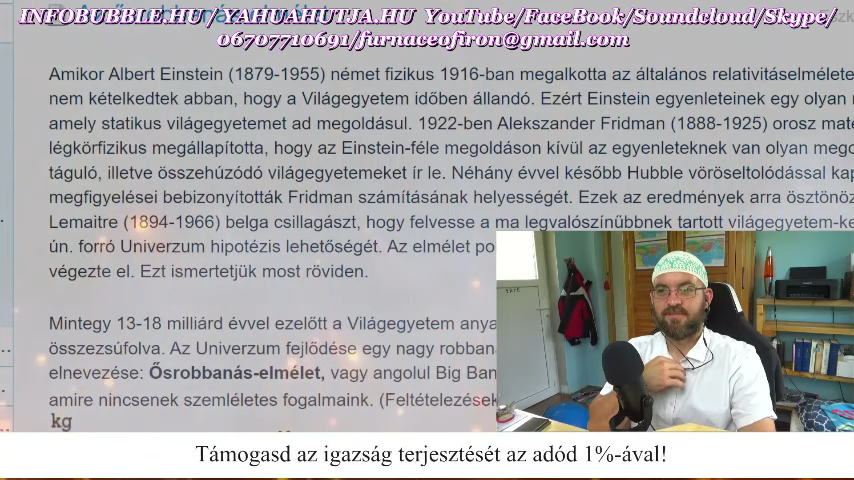 INFOBUBBLE.HU / YAHUAHUTJA.HU YouTube/FaceBook/Soundcloud/Skype/
06707710691/furnaceofiron@gmail.com
Amikor Albert Einstein (1879-1955) német fizikus 1916-ban megalkotta az általános relativitáselmélete
nem kételkedtek abban, hogy a Világegyetem időben állandó. Ezért Einstein egyenleteinek egy olyan
amely statikus világegyetemet ad megoldásul. 1922-ben Alekszander Fridman (1888-1925) orosz mate
légkörfizikus megállapította, hogy az Einstein-féle megoldáson kívül az egyenleteknek van olyan mego
táguló, illetve összehúzódó világegyetemeket ír le. Néhány évvel később Hubble vöröseltolódással kap
megfigyelései bebizonyították Fridman számításának helyességét. Ezek az eredmények arra ösztönöz
Lemaitre (1894-1966) belga csillagászt, hogy felvesse a ma legvalószínűbbnek tartott világegyetem-ke
ún. forró Univerzum hipotézis lehetőségét. Az elmélet po
végezte el. Ezt ismertetjük most röviden.
Mintegy 13-18 milliárd évvel ezelőtt a Világegyetem anya
összezsúfolva. Az Univerzum fejlődése egy nagy robban
elnevezése: Ősrobbanás-elmélet, vagy angolul Big Ban
amire nincsenek szemléletes fogalmaink. (Feltételezések
kg
Támogasd az igazság terjesztését az adód 1%-ával!